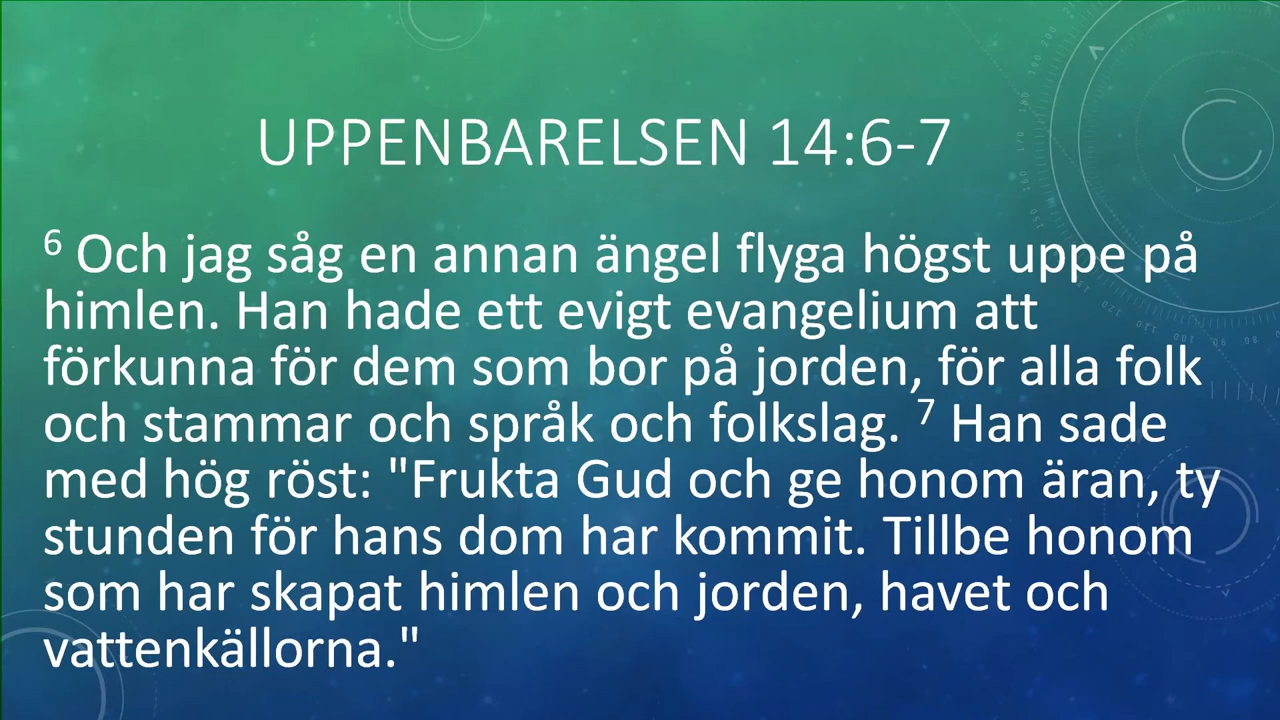 UPPENBARELSEN 14:6-7
6 Och jag såg en annan ängel flyga högst uppe på
himlen. Han hade ett evigt evangelium att
förkunna för dem som bor på jorden, för alla folk
och stammar och språk och folkslag. 7 Han sade
med hög röst: "Frukta Gud och ge honom äran, ty
stunden för hans dom har kommit. Tillbe honom
som har skapat himlen och jorden, havet och
vattenkällorna."